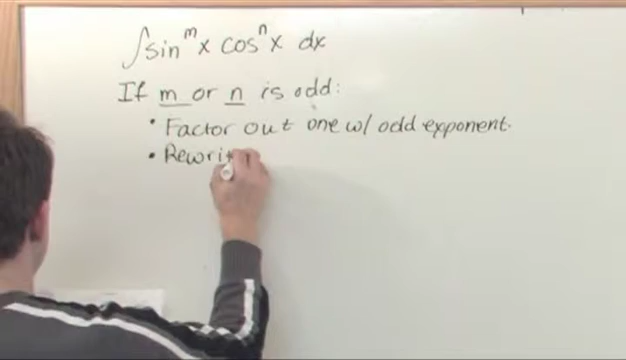 ∫sin^m x cos^n x dx
If m or n is odd:
• Factor out one w/ odd exponent.
• Rewri